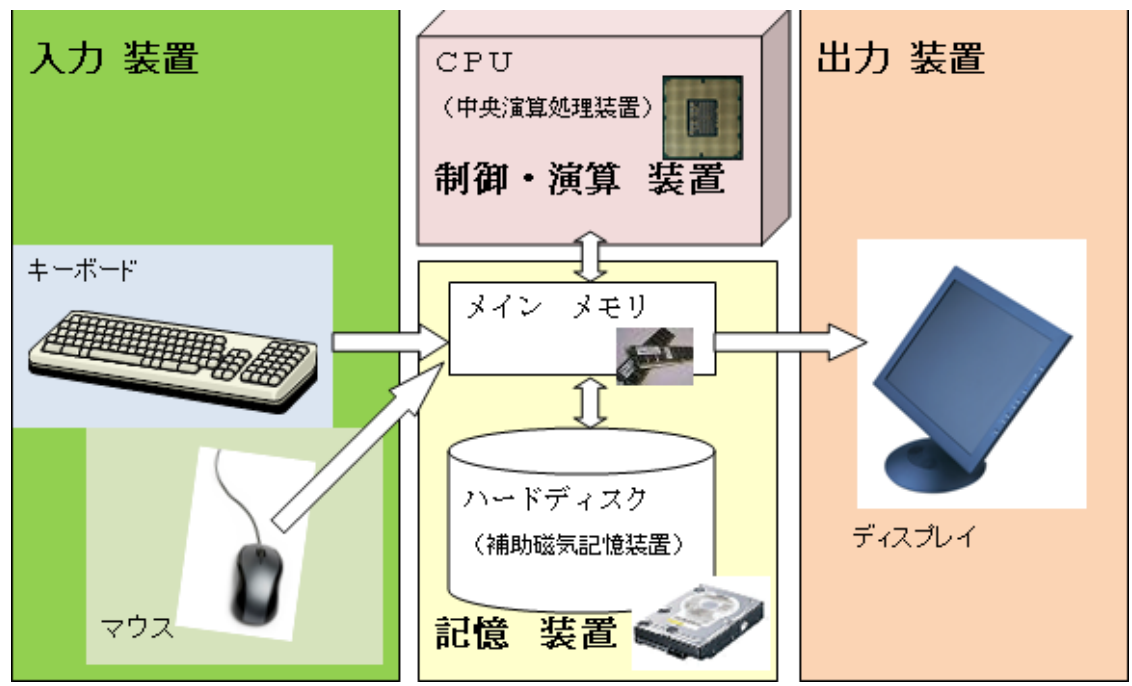 入力 装置
キーボード
マウス
CPU
（中央演算処理装置）
制御・演算 装置
メイン メモリ
ハードディスク
（補助磁気記憶装置）
記憶 装置
出力 装置
ディスプレイ